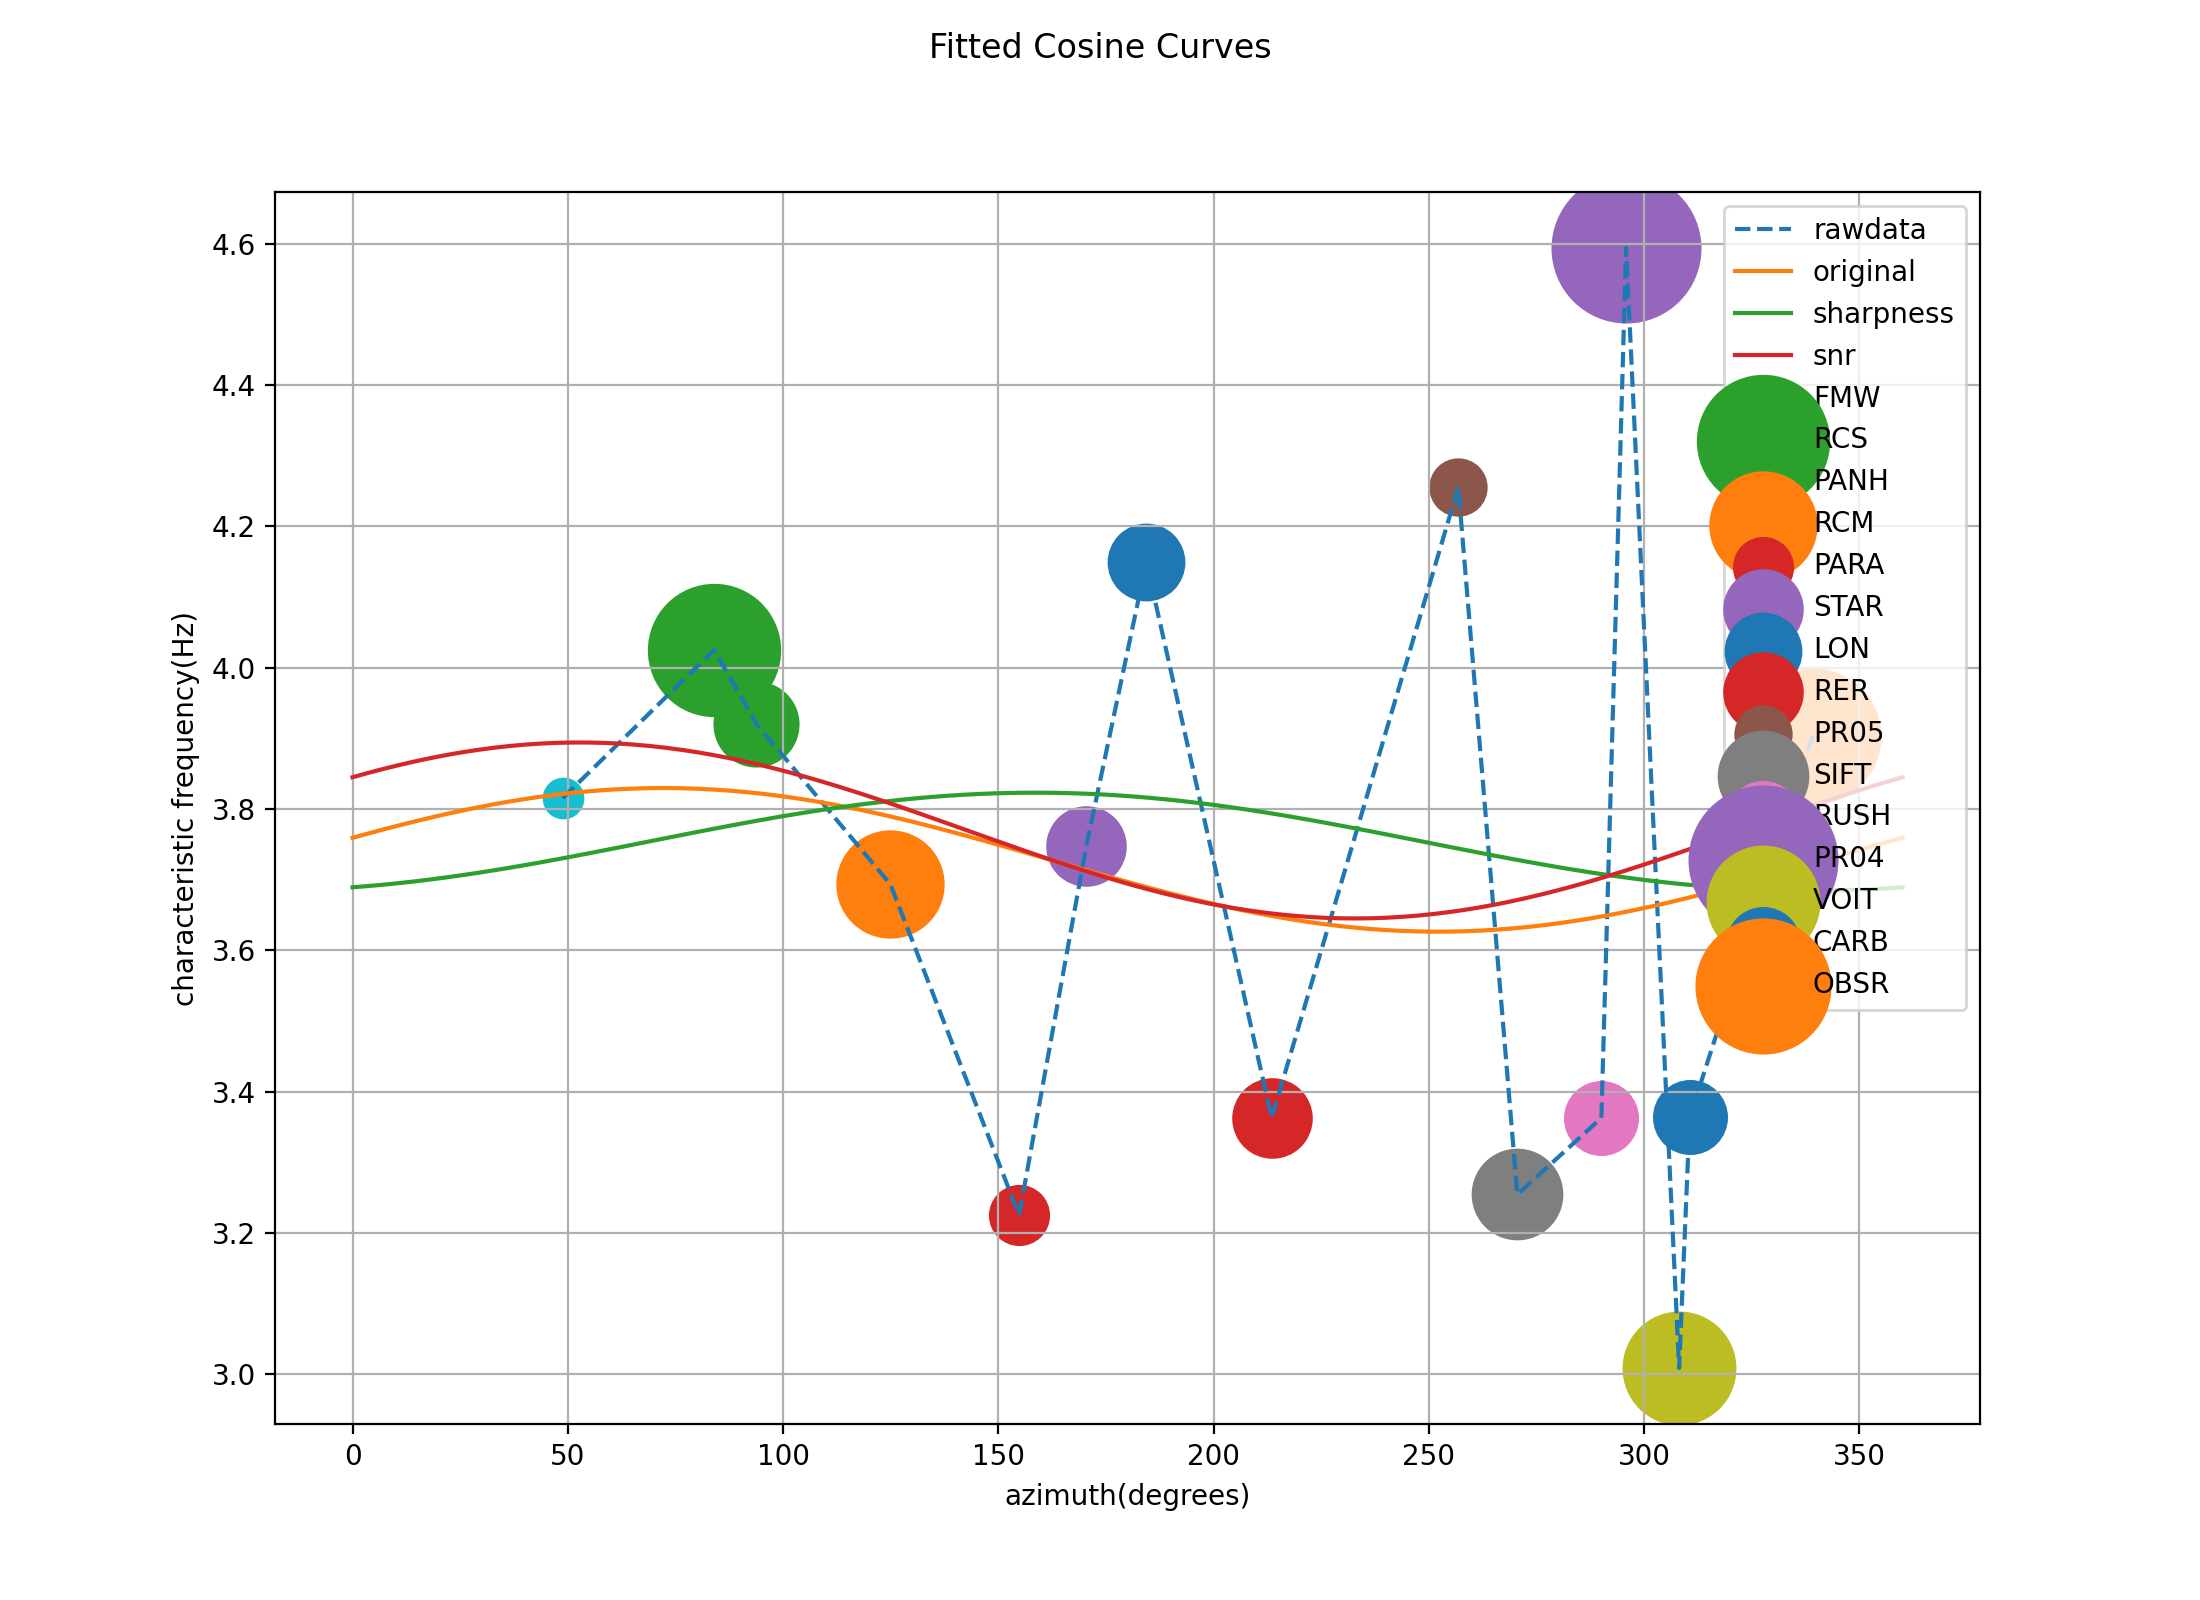 Fitted Cosine Curves
characteristic frequency(Hz)
4.6
4.4
4.2
4.0
3.8
3.6
3.4
3.2
3.0
0
50
100
150
200
250
300
350
azimuth(degrees)
rawdata
original
sharpness
snr
FMW
RCS
PANH
RCM
PARA
STAR
LON
RER
PR05
SIFT
RUSH
PR04
VOIT
CARB
OBSR